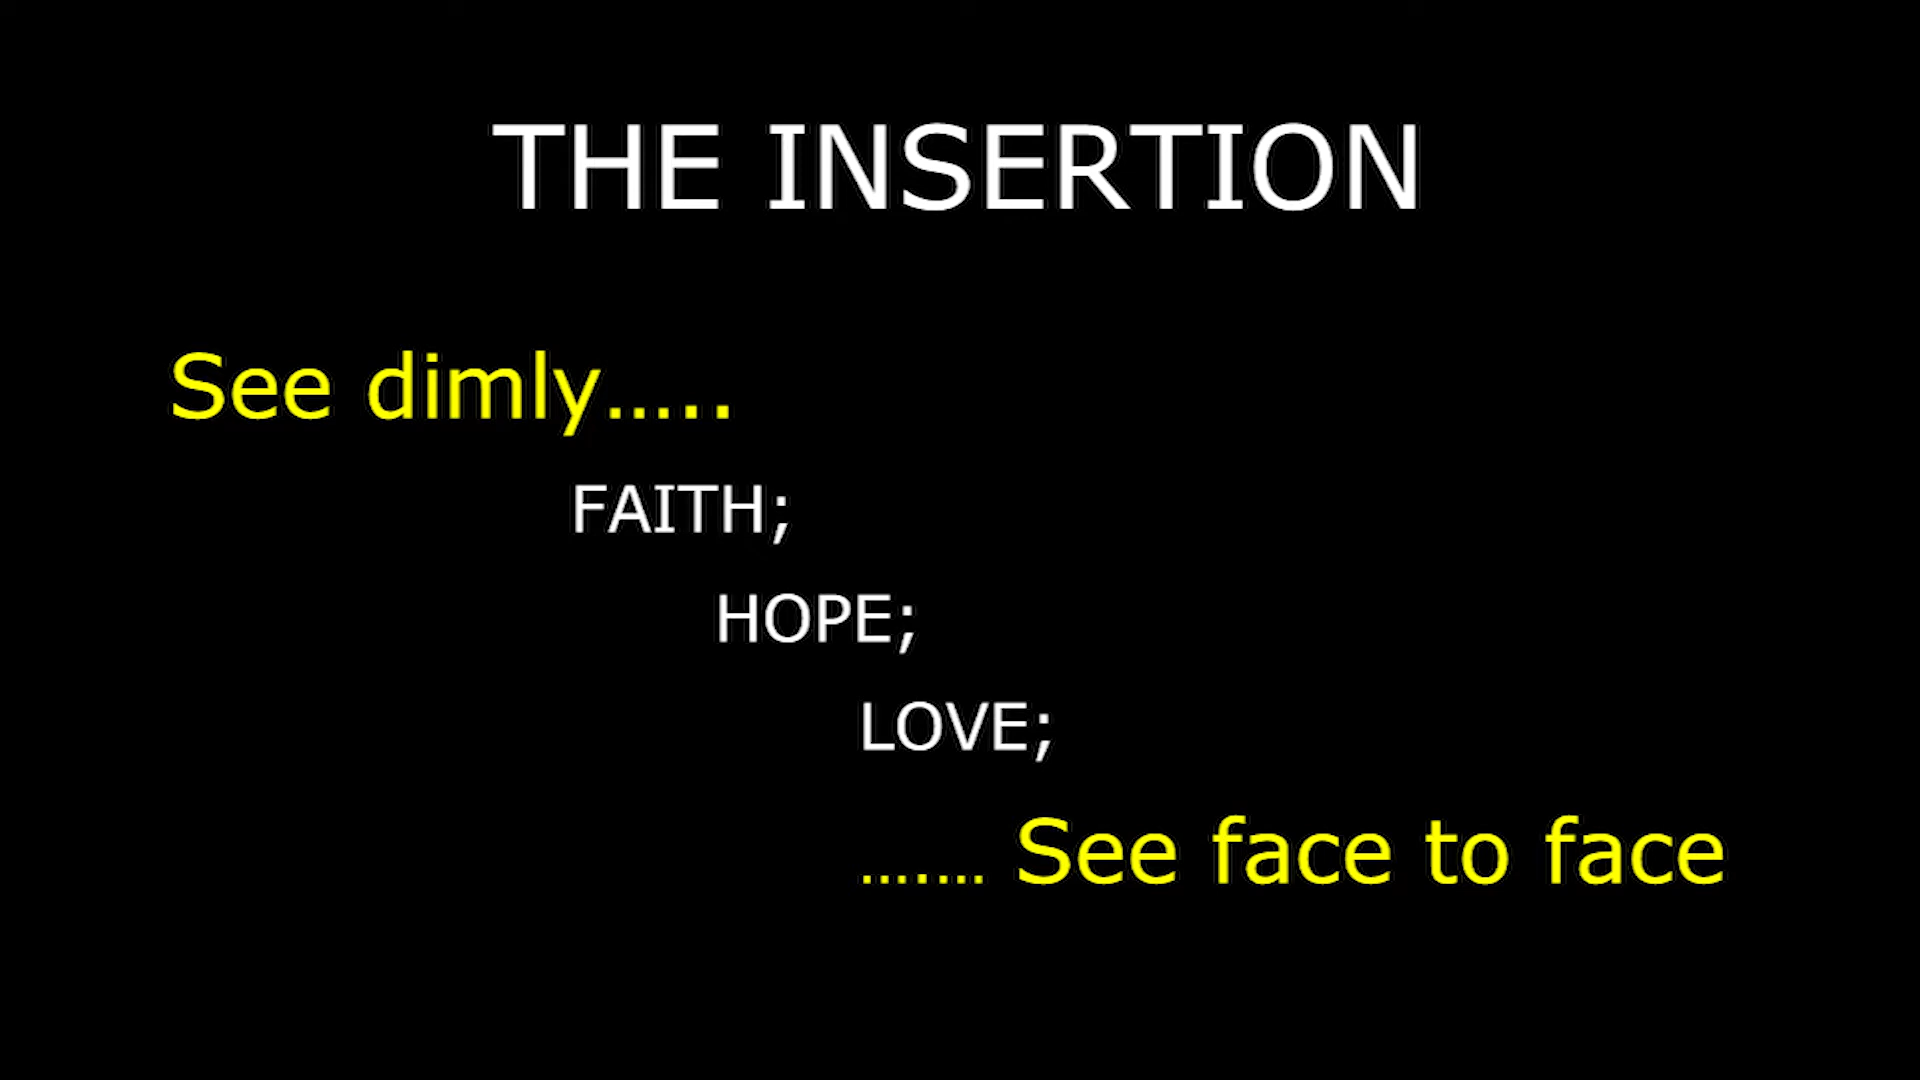 THE INSERTION
See dimly.....
FAITH;
HOPE;
LOVE;
....... See face to face